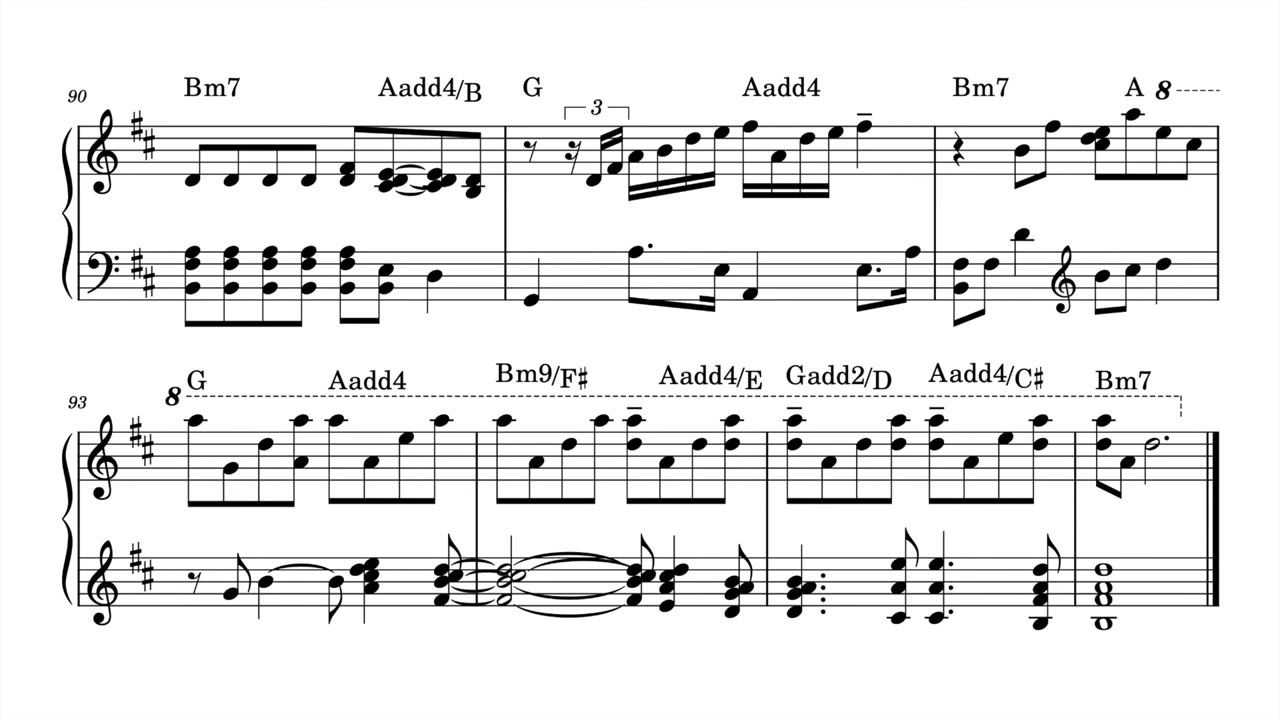 90 Bm7 Aadd4/B G 3 Aadd4 Bm7 A 8
93 8 G Aadd4 Bm9/F♯ Aadd4/E Gadd2/D Aadd4/C♯ Bm7